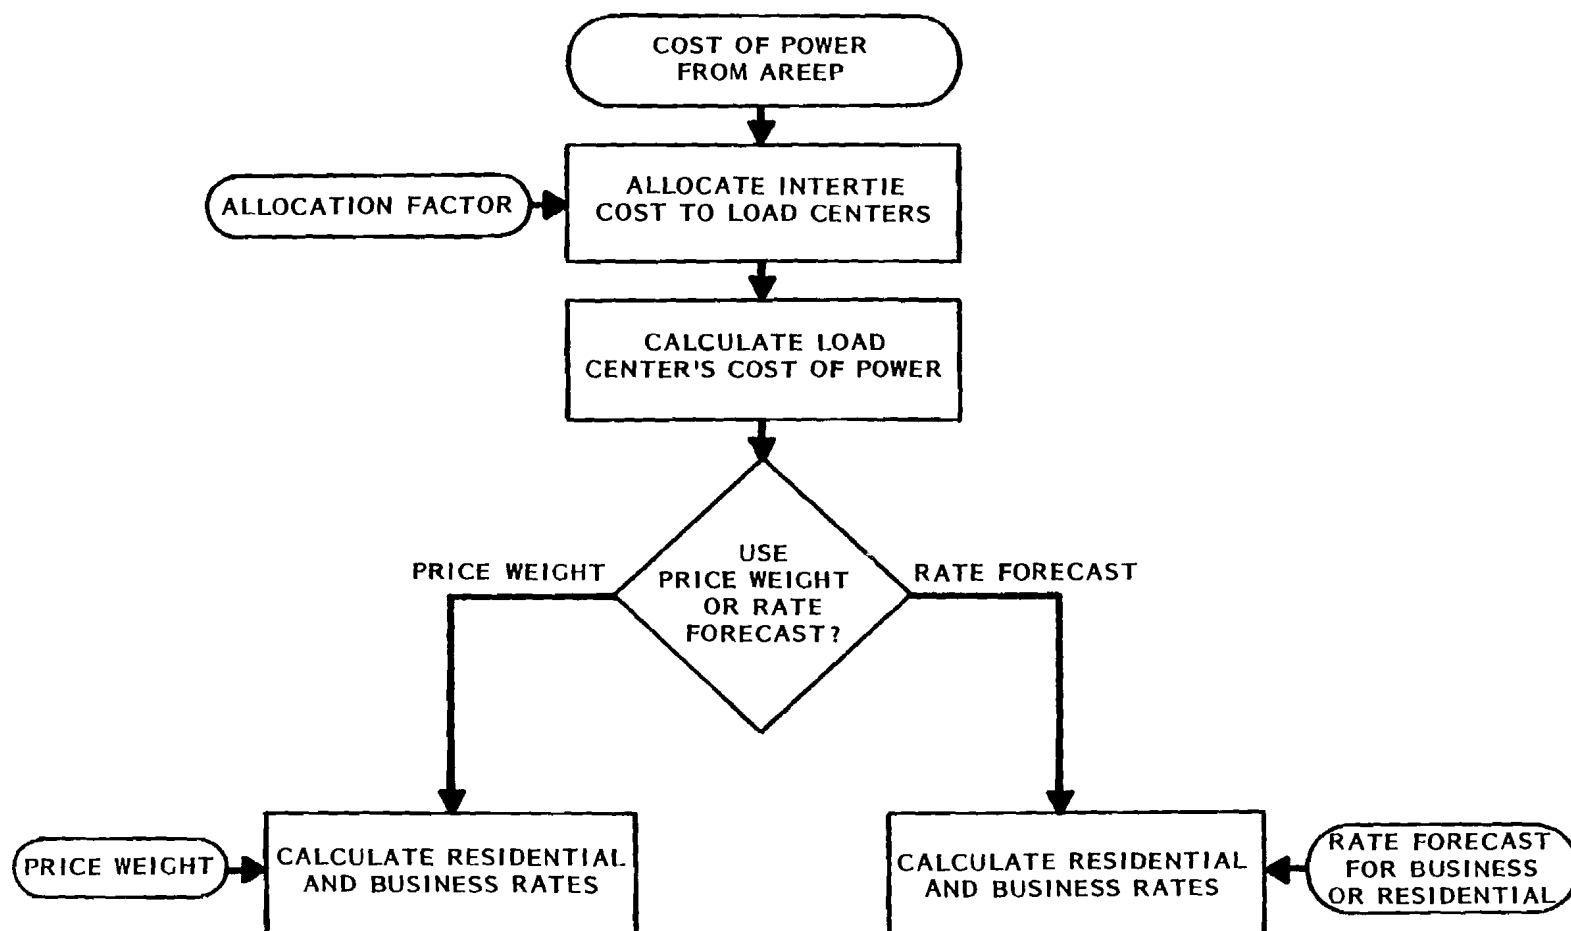 COST OF POWER
FROM AREEP
ALLOCATION FACTOR
ALLOCATE INTERTIE
COST TO LOAD CENTERS
CALCULATE LOAD
CENTER'S COST OF POWER
PRICE WEIGHT
USE
PRICE WEIGHT
OR RATE
FORECAST?
RATE FORECAST
PRICE WEIGHT
CALCULATE RESIDENTIAL
AND BUSINESS RATES
CALCULATE RESIDENTIAL
AND BUSINESS RATES
RATE FORECAST
FOR BUSINESS
OR RESIDENTIAL